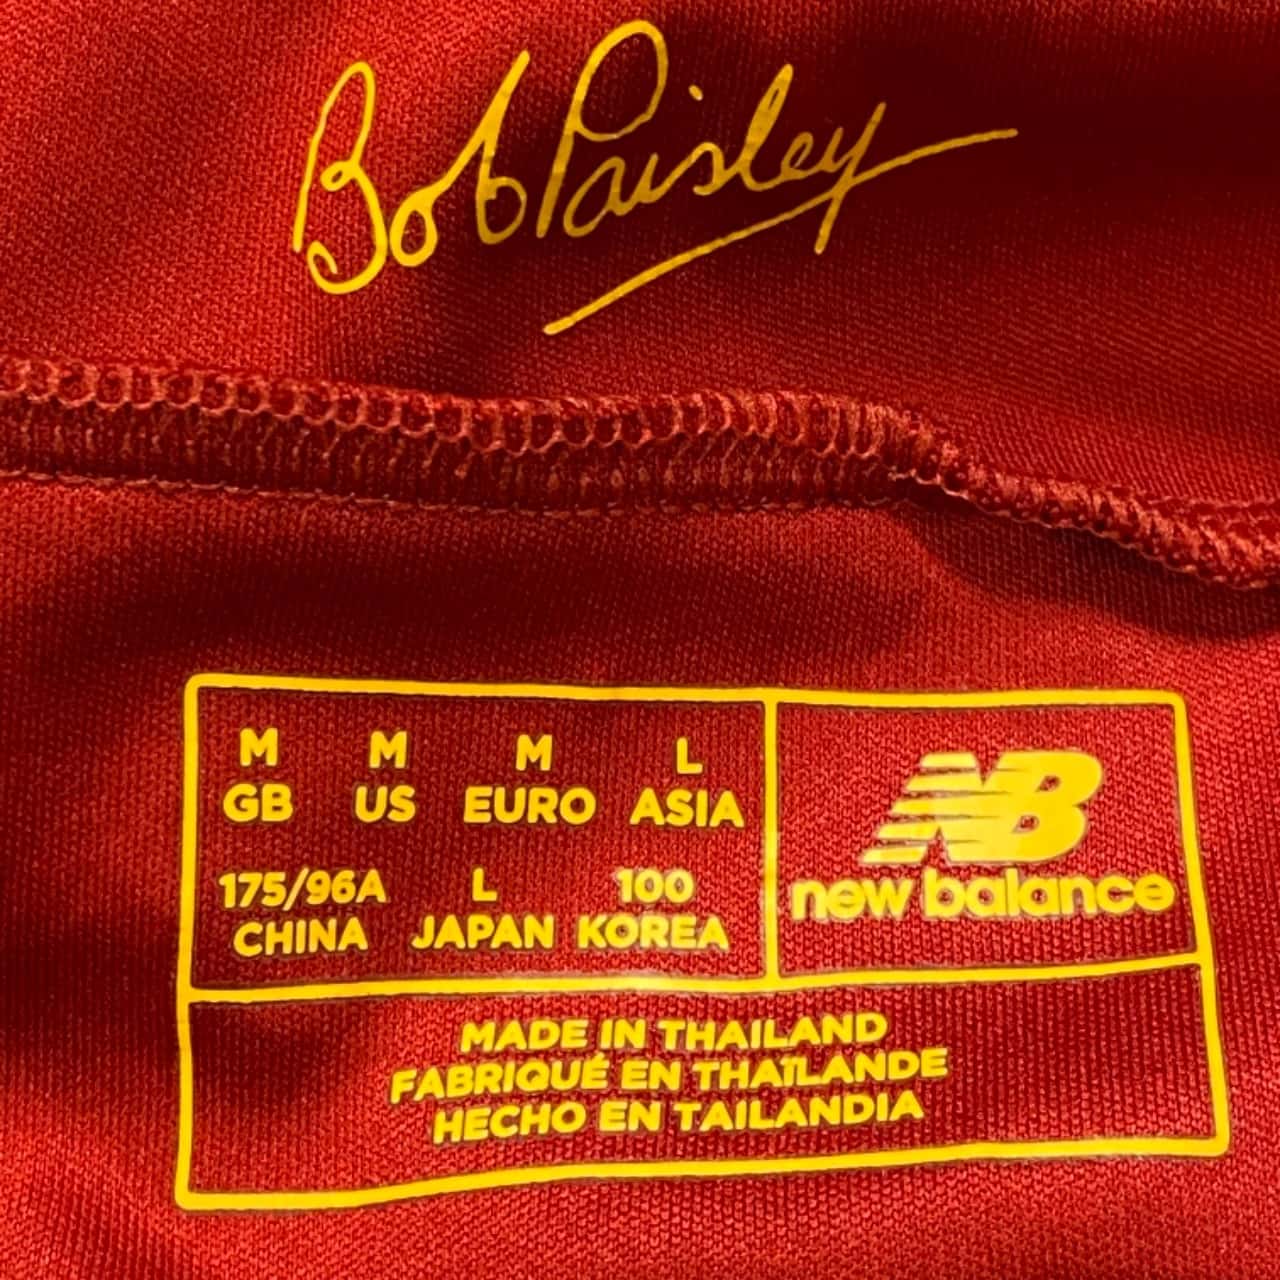 Bob Paisley
M M M L
GB US EURO ASIA
175/96A L 100
CHINA JAPAN KOREA
NB
new balance
MADE IN THAILAND
FABRIQUÉ EN THAÏLANDE
HECHO EN TAILANDIA